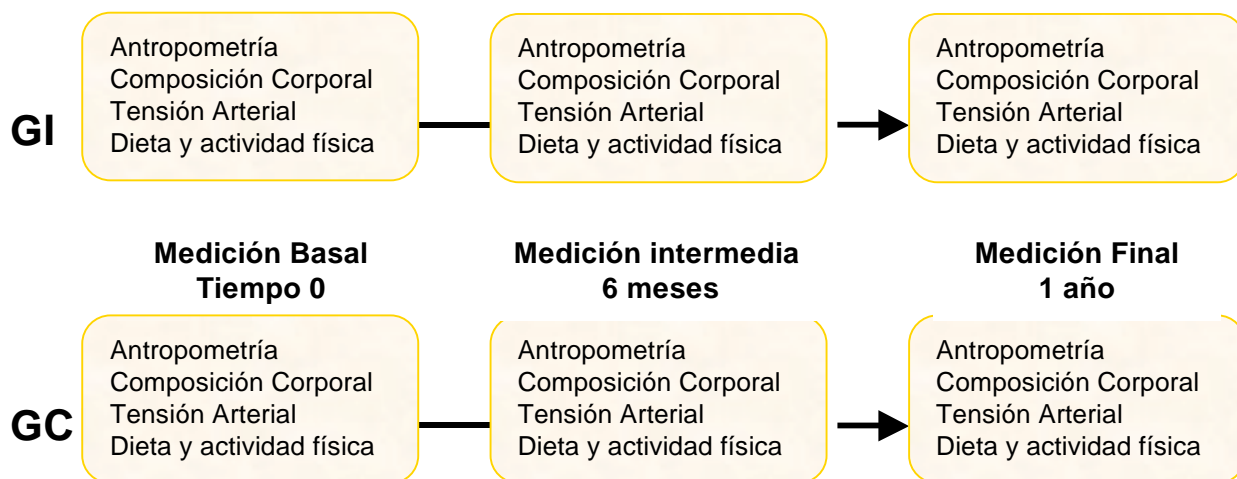 GI
Antropometría
Composición Corporal
Tensión Arterial
Dieta y actividad física
Antropometría
Composición Corporal
Tensión Arterial
Dieta y actividad física
Antropometría
Composición Corporal
Tensión Arterial
Dieta y actividad física
Medición Basal
Tiempo 0
Medición intermedia
6 meses
Medición Final
1 año
GC
Antropometría
Composición Corporal
Tensión Arterial
Dieta y actividad física
Antropometría
Composición Corporal
Tensión Arterial
Dieta y actividad física
Antropometría
Composición Corporal
Tensión Arterial
Dieta y actividad física